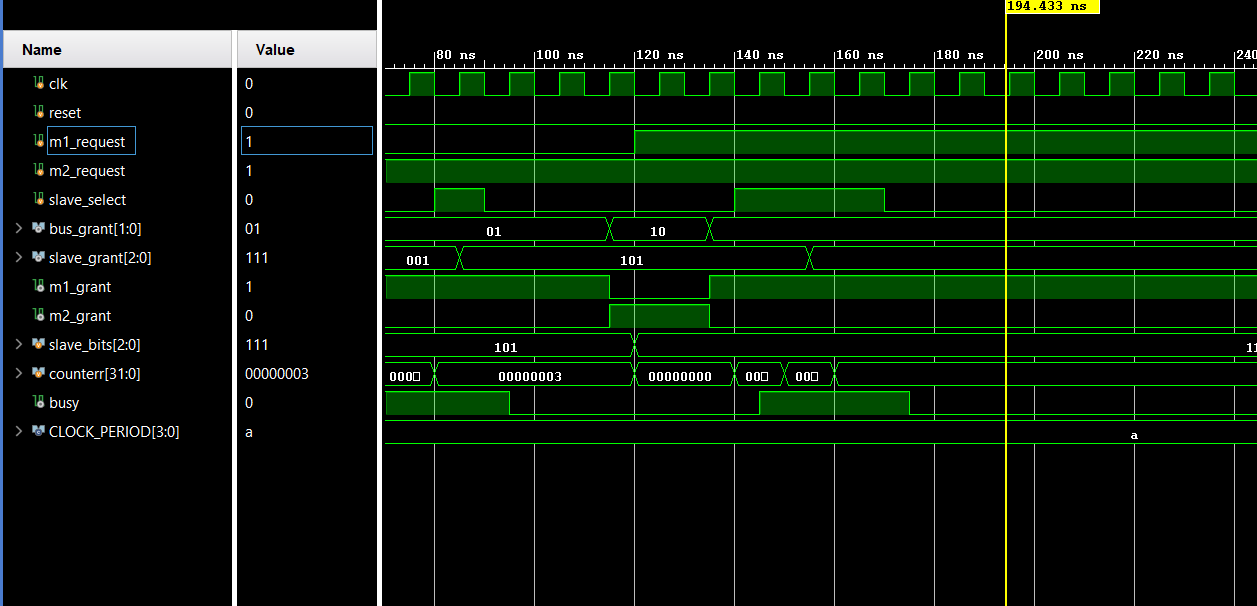 194.433 ns
Name Value
80 ns 100 ns 120 ns 140 ns 160 ns 180 ns 200 ns 220 ns 240
clk 0
reset 0
m1_request 1
m2_request 1
slave_select 0
bus_grant[1:0] 01 01 10
slave_grant[2:0] 111 001 101
m1_grant 1
m2_grant 0
slave_bits[2:0] 111 101 11
counterr[31:0] 00000003 000 00000003 00000000 00 00
busy 0
CLOCK_PERIOD[3:0] a a